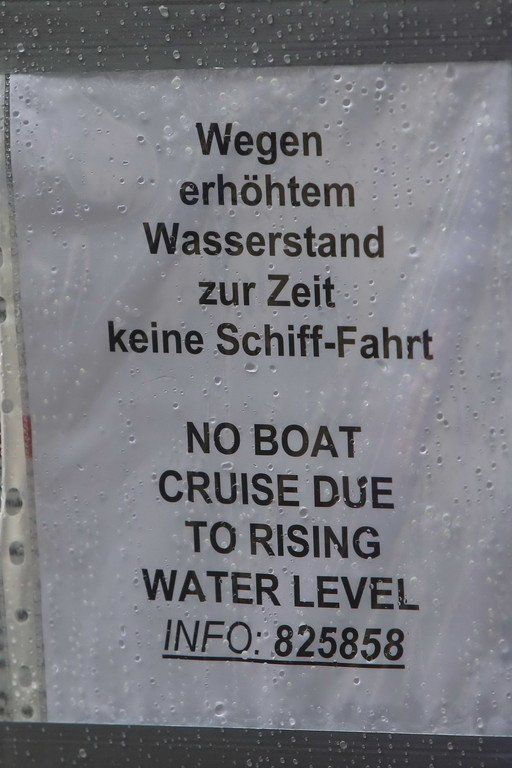 Wegen
erhöhtem
Wasserstand
zur Zeit
keine Schiff-Fahrt
NO BOAT
CRUISE DUE
TO RISING
WATER LEVEL
INFO: 825858